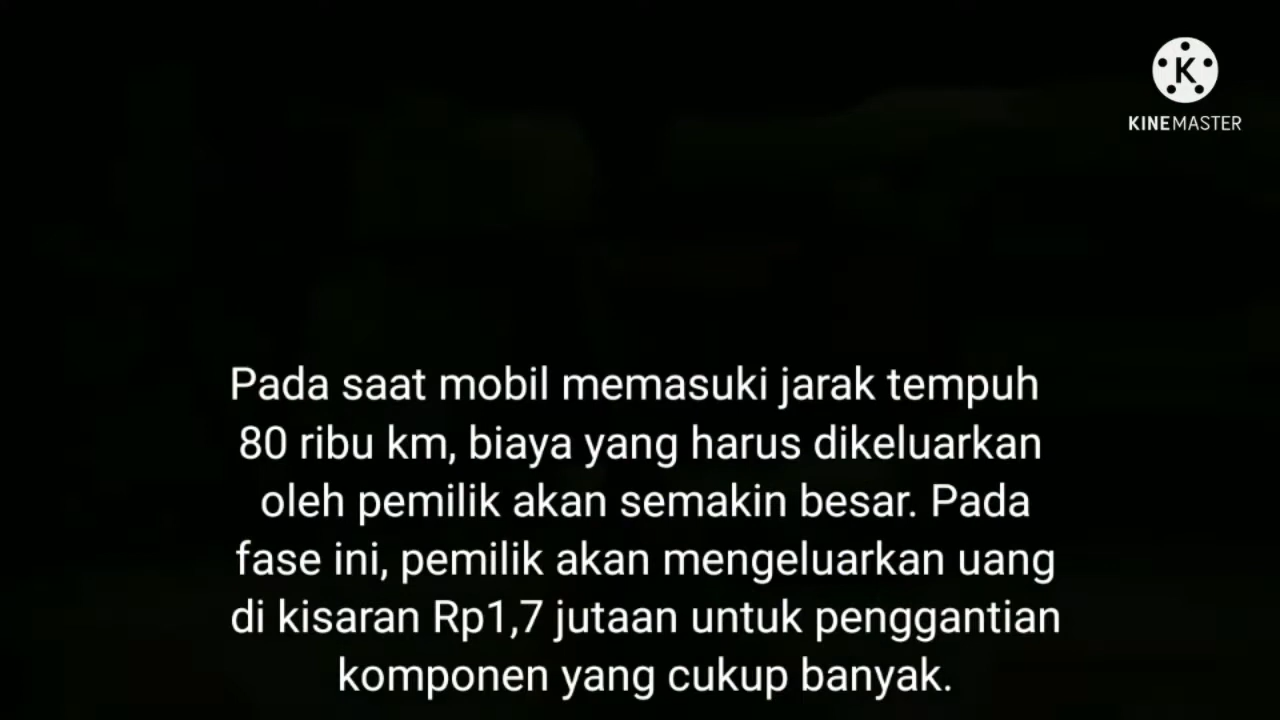 K
KINEMASTER
Pada saat mobil memasuki jarak tempuh
80 ribu km, biaya yang harus dikeluarkan
oleh pemilik akan semakin besar. Pada
fase ini, pemilik akan mengeluarkan uang
di kisaran Rp1,7 jutaan untuk penggantian
komponen yang cukup banyak.